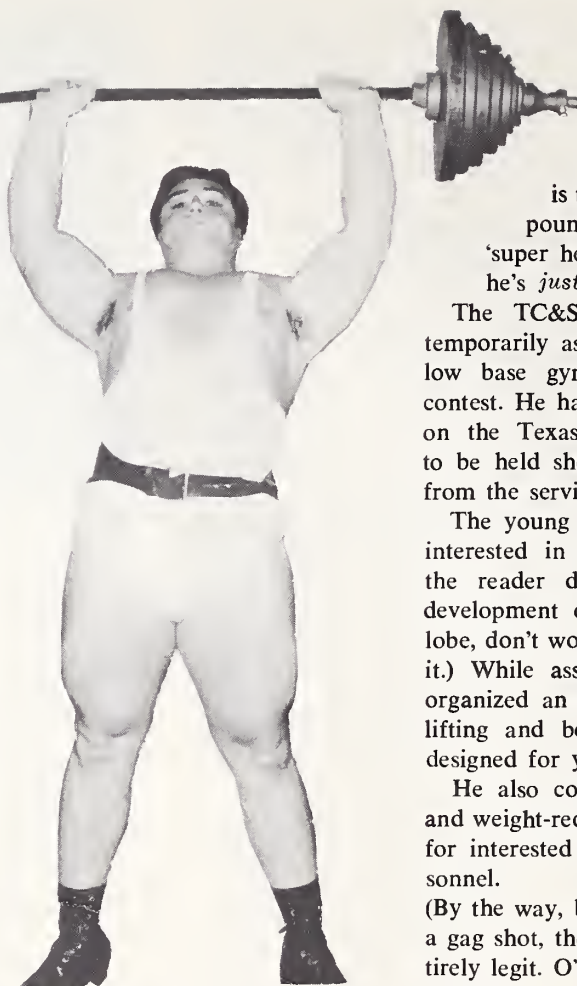 is
poun
'super he
he's just
The TC&S
temporarily as
low base gyr
contest. He ha
on the Texas
to be held sh
from the servi
The young
interested in
the reader d
development
lobe, don't wo
it.) While ass
organized an
lifting and be
designed for y
He also co
and weight-rec
for interested
sonnel.
(By the way, b
a gag shot, the
tirely legit. O'